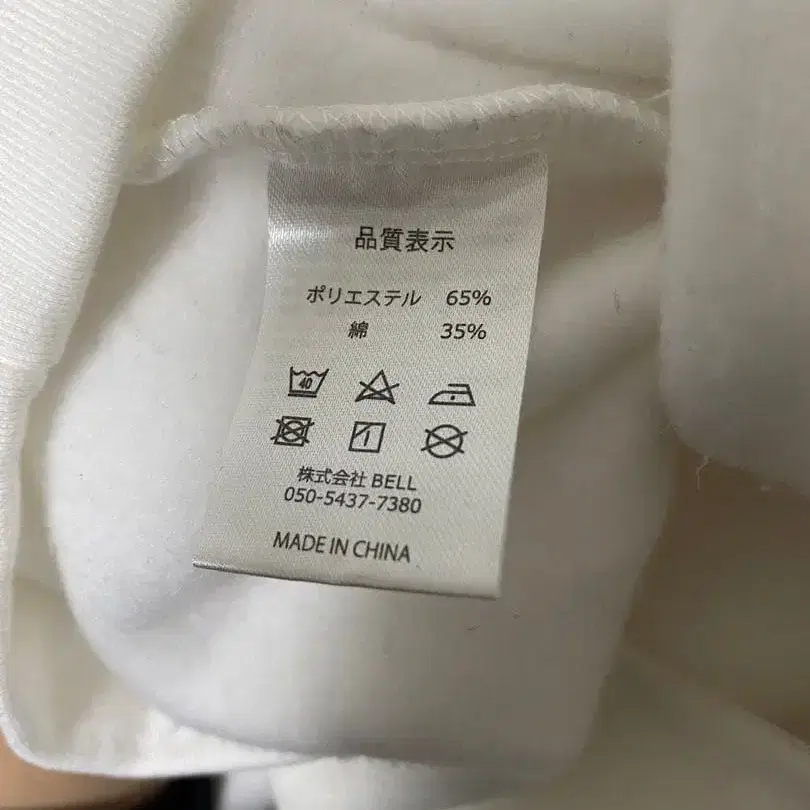 品質表示
ポリエステル 65%
綿 35%
40
株式会社 BELL
050-5437-7380
MADE IN CHINA